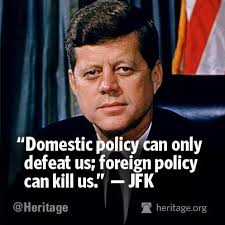 “Domestic policy can only
defeat us; foreign policy
can kill us.” — JFK
@Heritage heritage.org